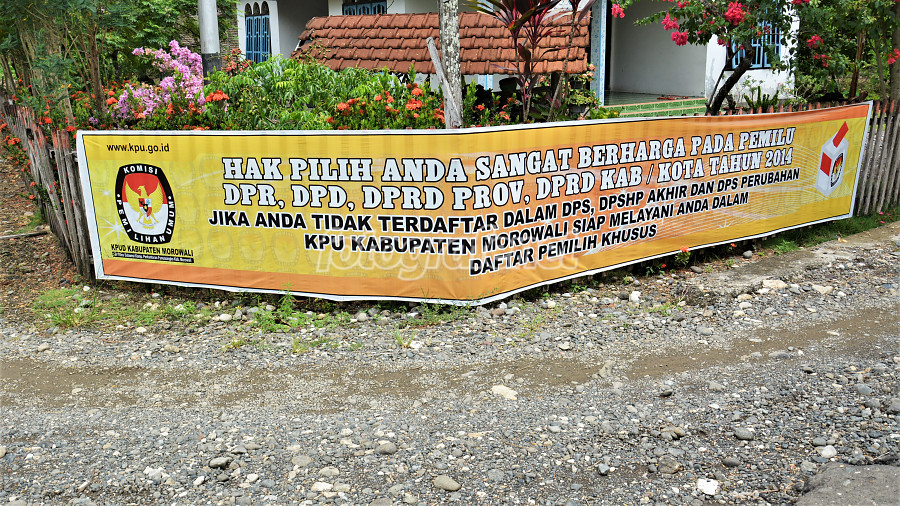 www.kpu.go.id
KOMISI
PEMILIHAN UMUM
KPUD KABUPATEN MOROWALI
HAK PILIH ANDA SANGAT BERHARGA PADA PEMILU
DPR, DPD, DPRD PROV, DPRD KAB / KOTA TAHUN 2014
JIKA ANDA TIDAK TERDAFTAR DALAM DPS, DPSHP AKHIR DAN DPS PERUBAHAN
KPU KABUPATEN MOROWALI SIAP MELAYANI ANDA DALAM
DAFTAR PEMILIH KHUSUS